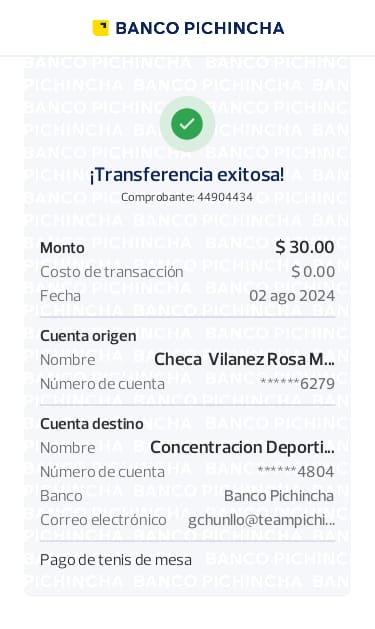 BANCO PICHINCHA
¡Transferencia exitosa!
Comprobante: 44904434
Monto $ 30.00
Costo de transacción $ 0.00
Fecha 02 ago 2024
Cuenta origen
Nombre Checa Vilanez Rosa M...
Número de cuenta ******6279
Cuenta destino
Nombre Concentracion Deporti...
Número de cuenta ******4804
Banco Banco Pichincha
Correo electrónico gchunllo@teampichi...
Pago de tenis de mesa